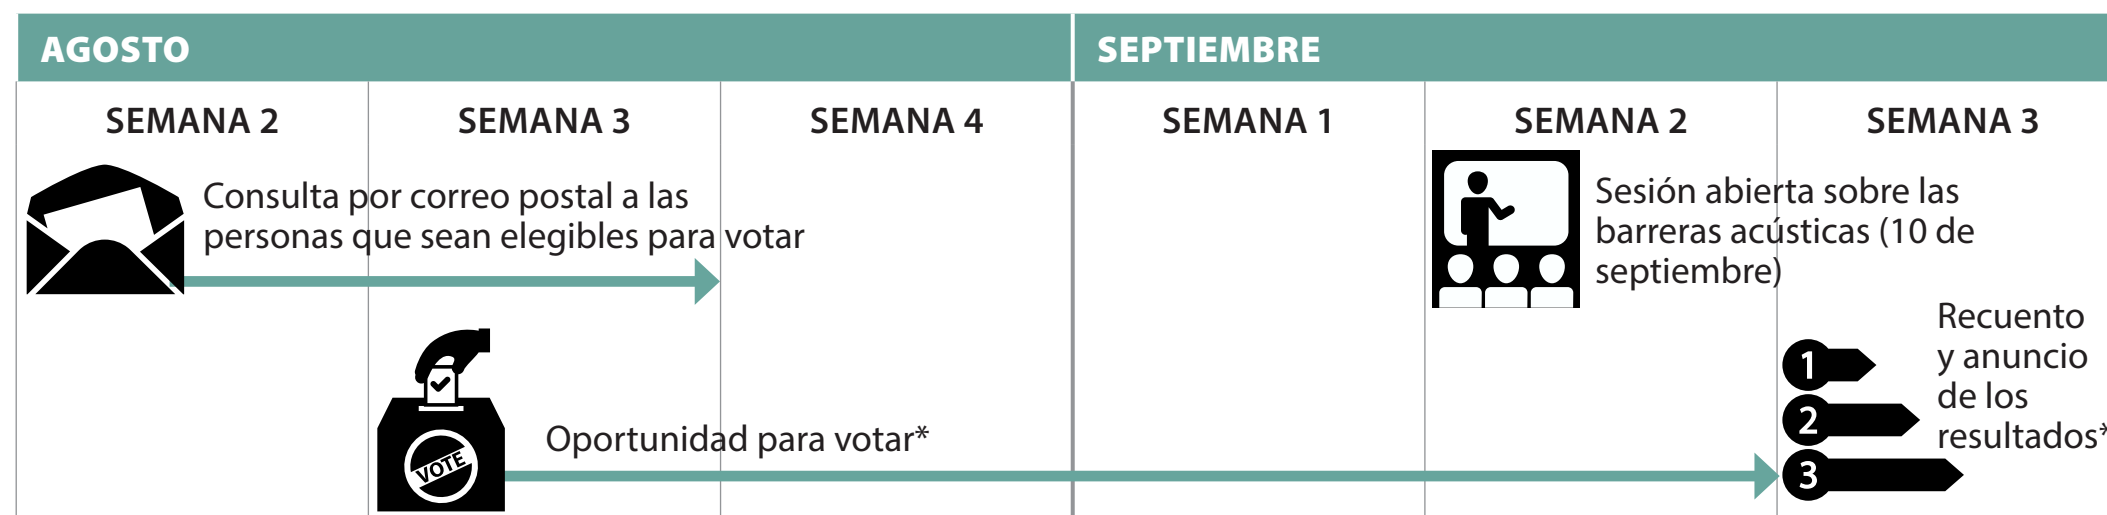 AGOSTO
SEPTIEMBRE
SEMANA 2
SEMANA 3
SEMANA 4
SEMANA 1
SEMANA 2
SEMANA 3
Consulta por correo postal a las
personas que sean elegibles para votar
Sesión abierta sobre las
barreras acústicas (10 de
septiembre)
VOTE
Oportunidad para votar*
1
2
3
Recuento
y anuncio
de los
resultados*